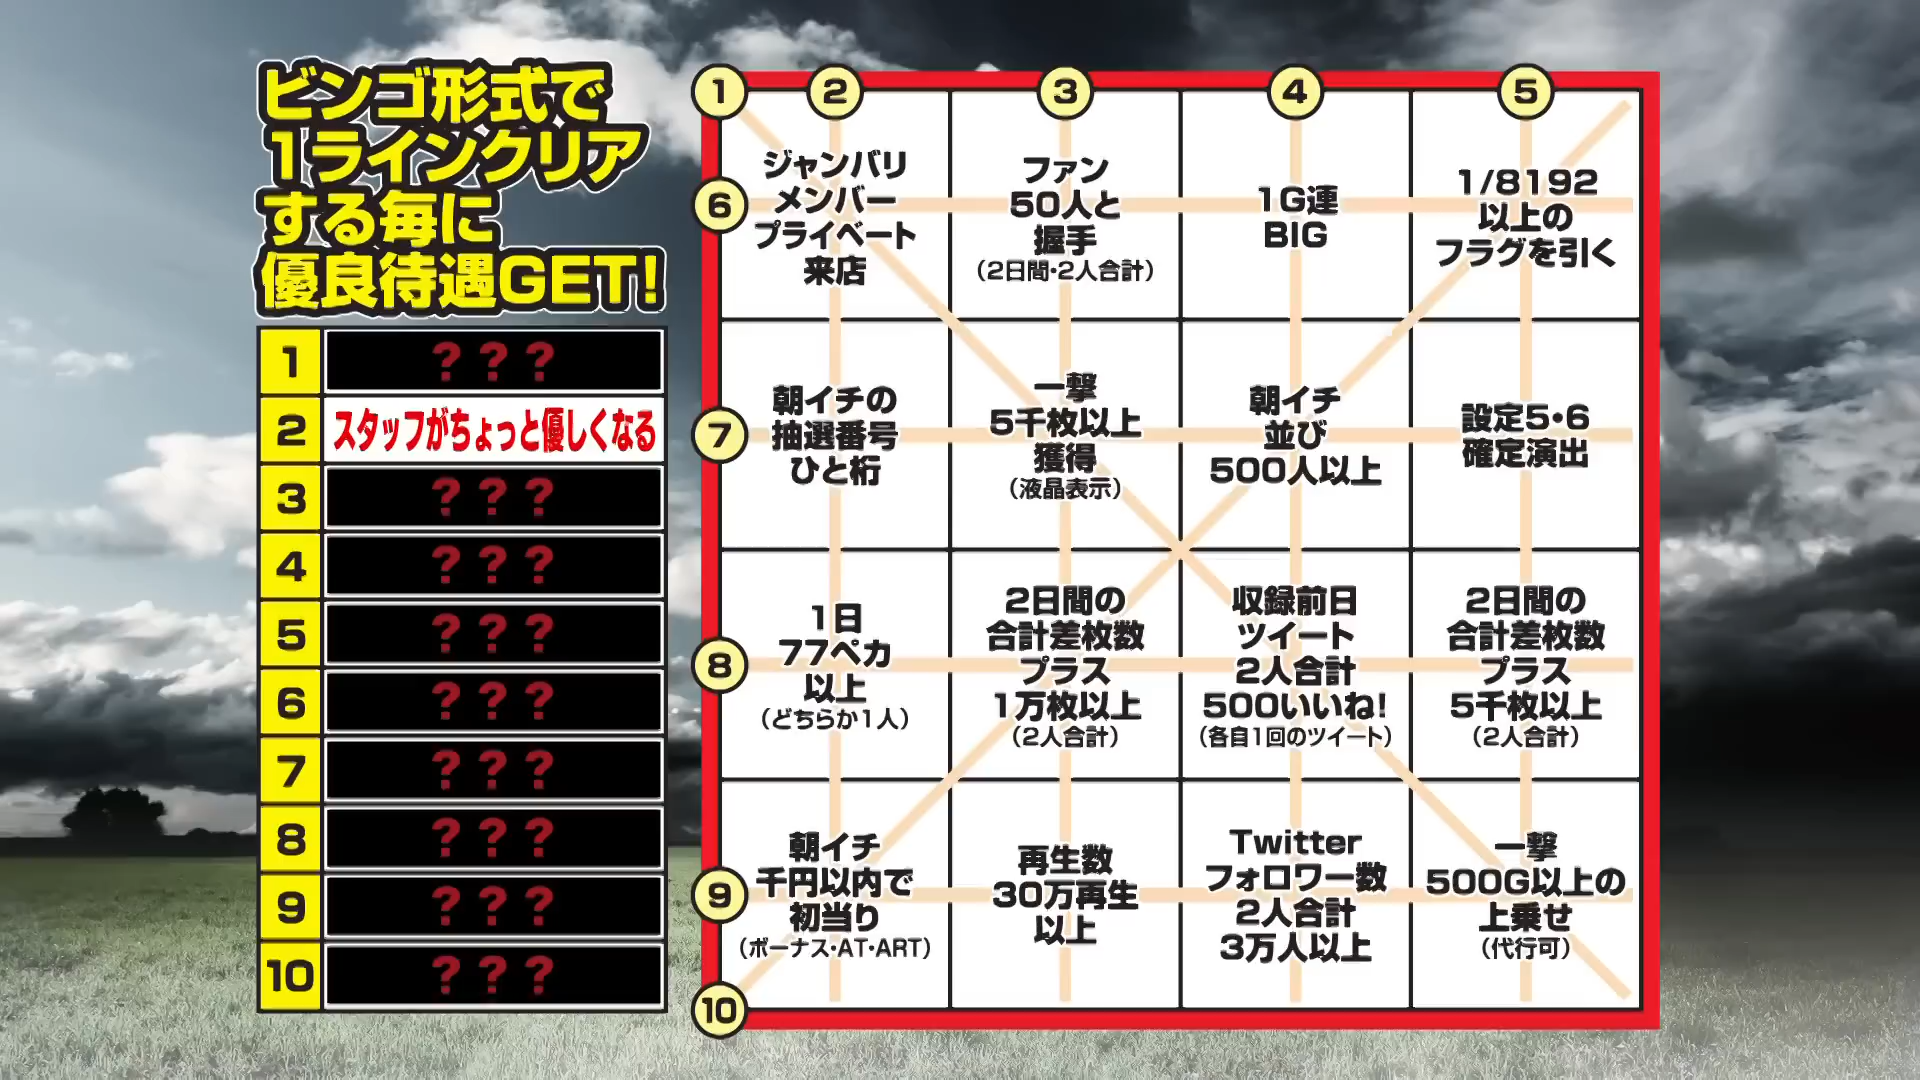 ビンゴ形式で
1ラインクリア
する毎に
優良待遇GET!
1 ???
2 スタッフがちょっと優しくなる
3 ???
4 ???
5 ???
6 ???
7 ???
8 ???
9 ???
10 ???
1
2
3
4
5
6
ジャンバリ
メンバー
プライベート
来店
ファン
50人と
握手
(2日間・2人合計)
1G連
BIG
1/8192
以上の
フラグを引く
7
朝イチの
抽選番号
ひと桁
一撃
5千枚以上
獲得
(液晶表示)
朝イチ
並び
500人以上
設定5・6
確定演出
8
1日
77ペカ
以上
(どちらか1人)
2日間の
合計差枚数
プラス
1万枚以上
(2人合計)
収録前日
ツイート
2人合計
500いいね!
(各自1回のツイート)
2日間の
合計差枚数
プラス
5千枚以上
(2人合計)
9
朝イチ
千円以内で
初当り
(ボーナス・AT・ART)
再生数
30万再生
以上
Twitter
フォロワー数
2人合計
3万人以上
一撃
500G以上の
上乗せ
(代行可)
10